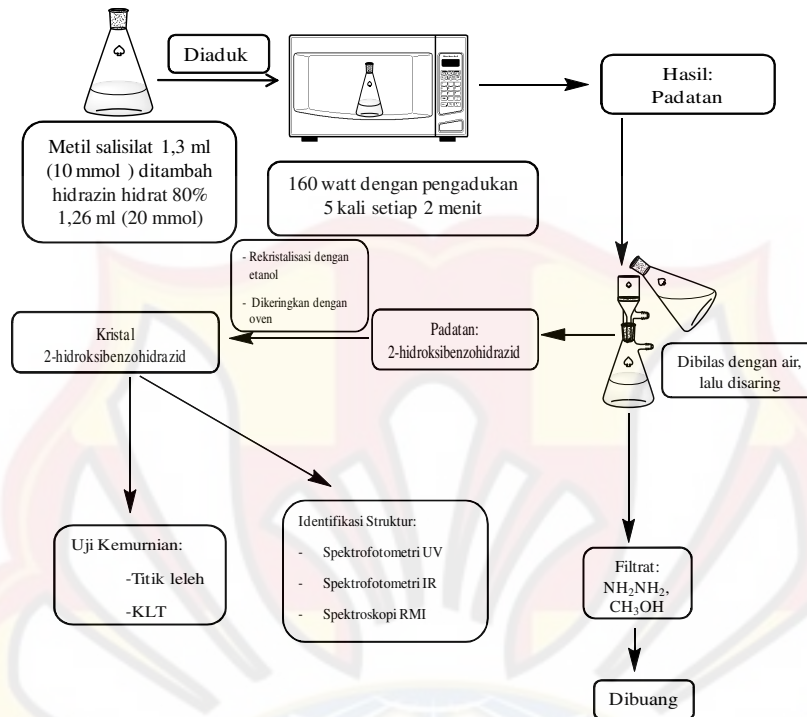 Diaduk
Hasil:
Padatan
Metil salisilat 1,3 ml
(10 mmol ) ditambah
hidrazin hidrat 80%
1,26 ml (20 mmol)
160 watt dengan pengadukan
5 kali setiap 2 menit
- Rekristalisasi dengan
etanol
- Dikeringkan dengan
oven
Kristal
2-hidroksibenzohidrazid
Padatan:
2-hidroksibenzohidrazid
Dibilas dengan air,
lalu disaring
Uji Kemurnian:
-Titik leleh
-KLT
Identifikasi Struktur:
- Spektrofotometri UV
- Spektrofotometri IR
- Spektroskopi RMI
Filtrat:
NH₂NH₂,
CH₃OH
Dibuang